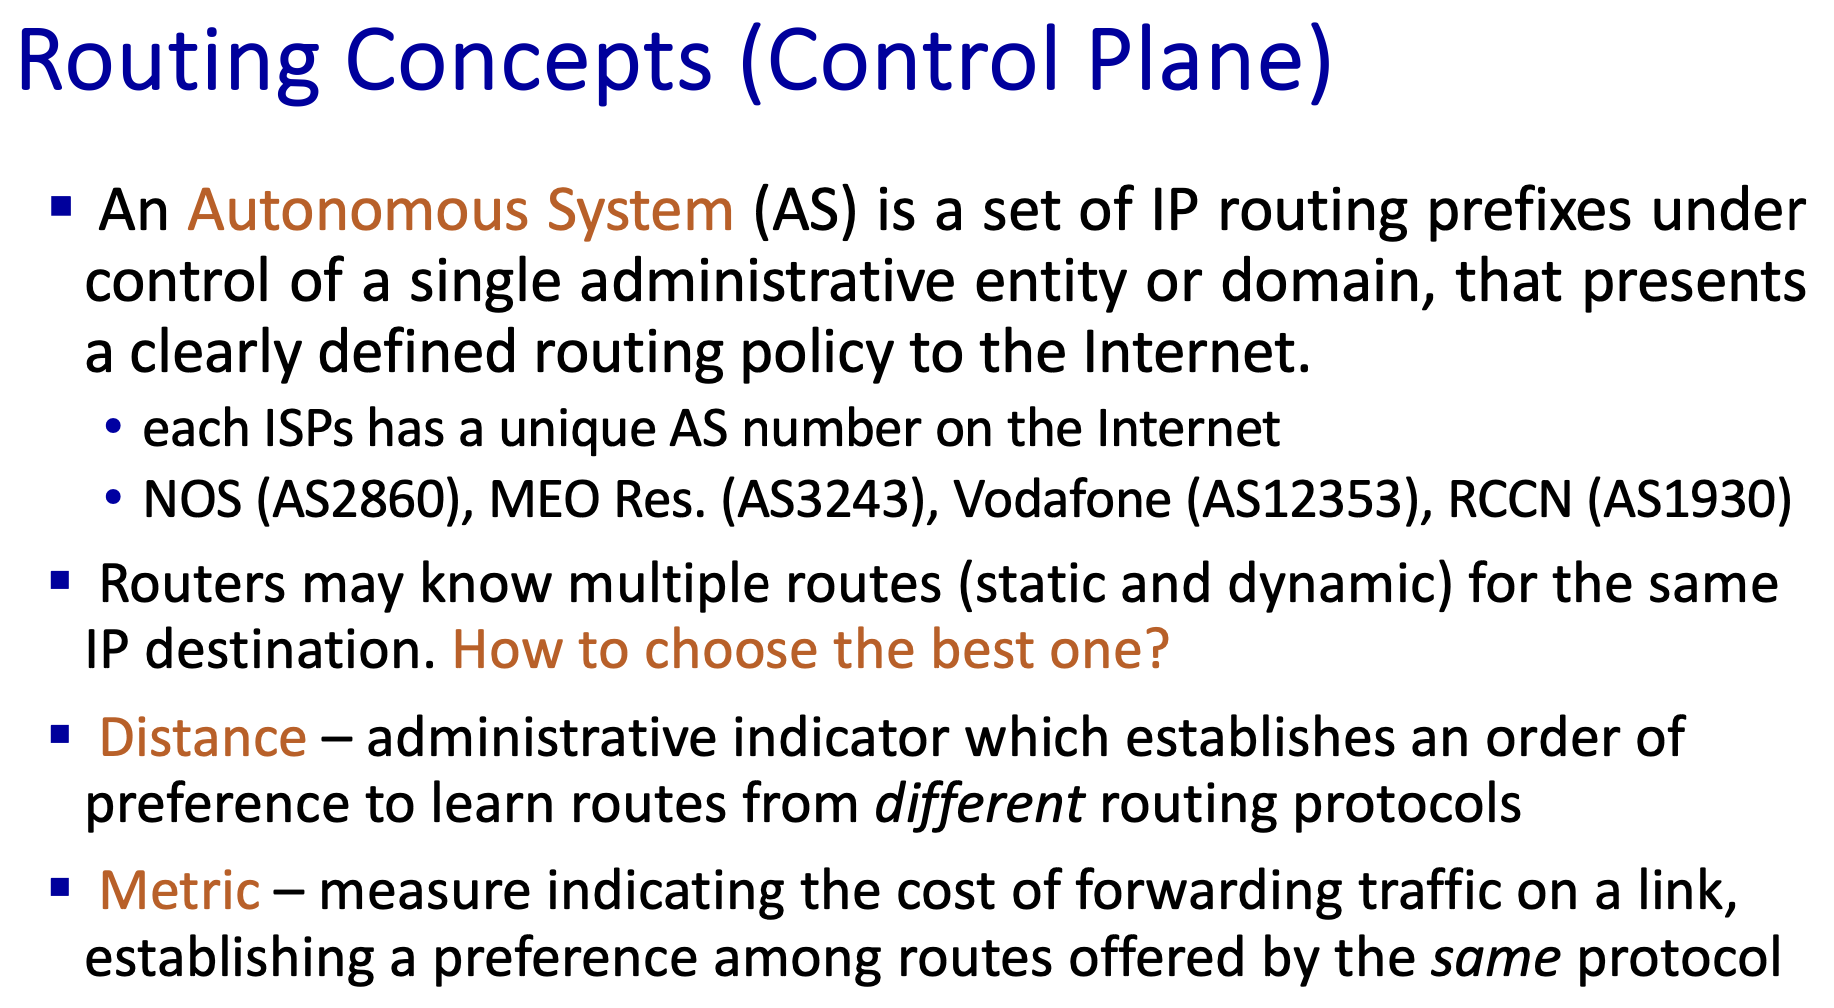 Routing Concepts (Control Plane)
▪ An Autonomous System (AS) is a set of IP routing prefixes under
control of a single administrative entity or domain, that presents
a clearly defined routing policy to the Internet.
• each ISPs has a unique AS number on the Internet
• NOS (AS2860), MEO Res. (AS3243), Vodafone (AS12353), RCCN (AS1930)
▪ Routers may know multiple routes (static and dynamic) for the same
IP destination. How to choose the best one?
▪ Distance – administrative indicator which establishes an order of
preference to learn routes from different routing protocols
▪ Metric – measure indicating the cost of forwarding traffic on a link,
establishing a preference among routes offered by the same protocol